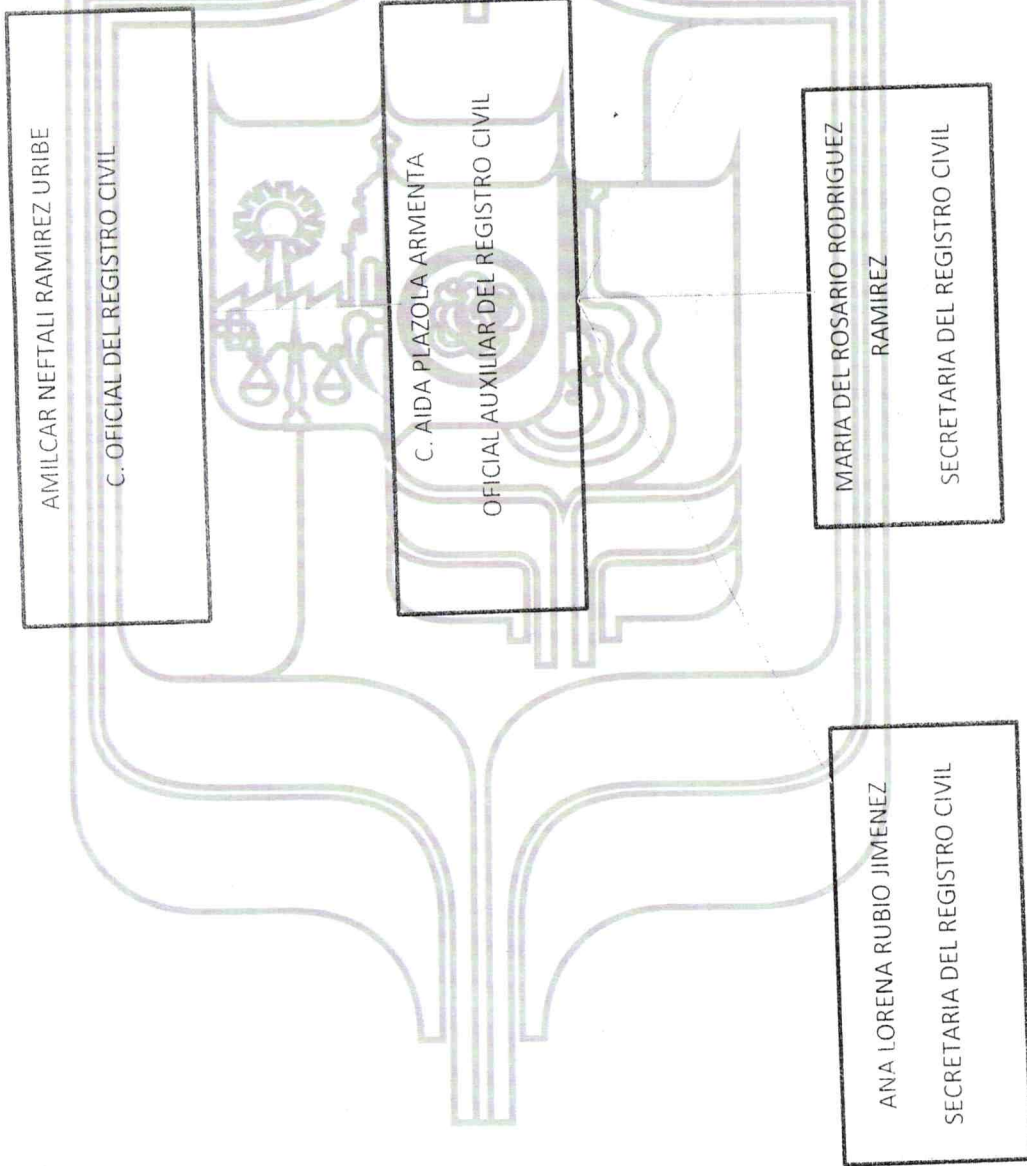 AMILCAR NEFTALI RAMIREZ URIBE
C. OFICIAL DEL REGISTRO CIVIL
C. AIDA PLAZOLA ARMENTA
OFICIAL AUXILIAR DEL REGISTRO CIVIL
ANA LORENA RUBIO JIMENEZ
SECRETARIA DEL REGISTRO CIVIL
MARIA DEL ROSARIO RODRIGUEZ
RAMIREZ
SECRETARIA DEL REGISTRO CIVIL